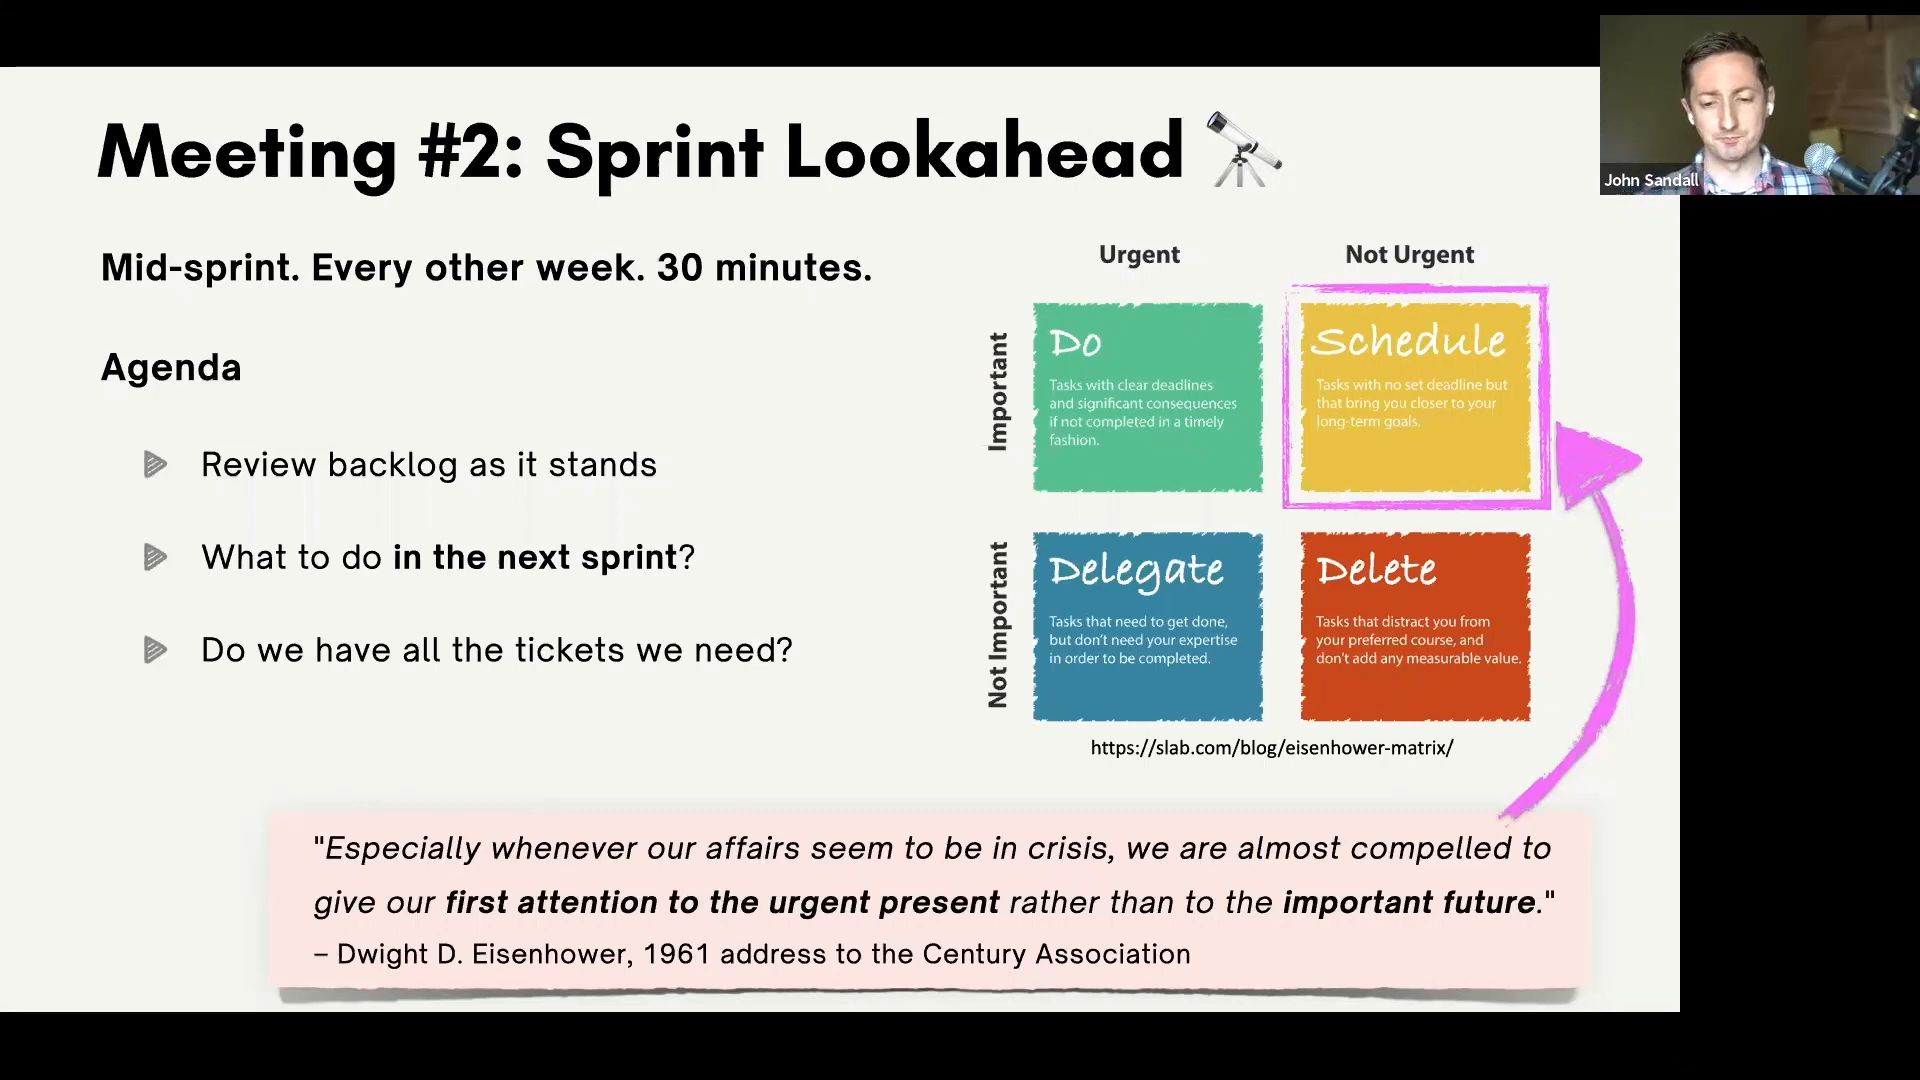 Meeting #2: Sprint Lookahead
John Sandall
Mid-sprint. Every other week. 30 minutes.
Agenda
Review backlog as it stands
What to do in the next sprint?
Do we have all the tickets we need?
Urgent
Not Urgent
Important
Do
Tasks with clear deadlines
and significant consequences
if not completed in a timely
fashion.
Schedule
Tasks with no set deadline but
that bring you closer to your
long-term goals.
Not Important
Delegate
Tasks that need to get done,
but don't need your expertise
in order to be completed.
Delete
Tasks that distract you from
your preferred course, and
don't add any measurable value.
https://slab.com/blog/eisenhower-matrix/
"Especially whenever our affairs seem to be in crisis, we are almost compelled to
give our first attention to the urgent present rather than to the important future."
– Dwight D. Eisenhower, 1961 address to the Century Association